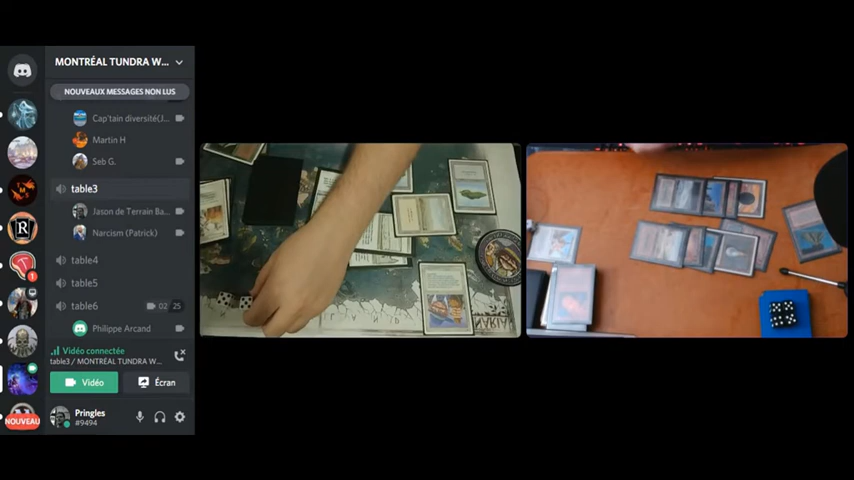 MONTRÉAL TUNDRA W...
NOUVEAUX MESSAGES NON LUS
Cap'tain diversité(J...
Martin H
Seb G.
table3
Jason de Terrain Ba...
Narcism (Patrick)
table4
table5
table6
02 25
Philippe Arcand
Vidéo connectée
table3 / MONTRÉAL TUNDRA W...
Vidéo
Écran
Pringles
#9494
NOUVEAU